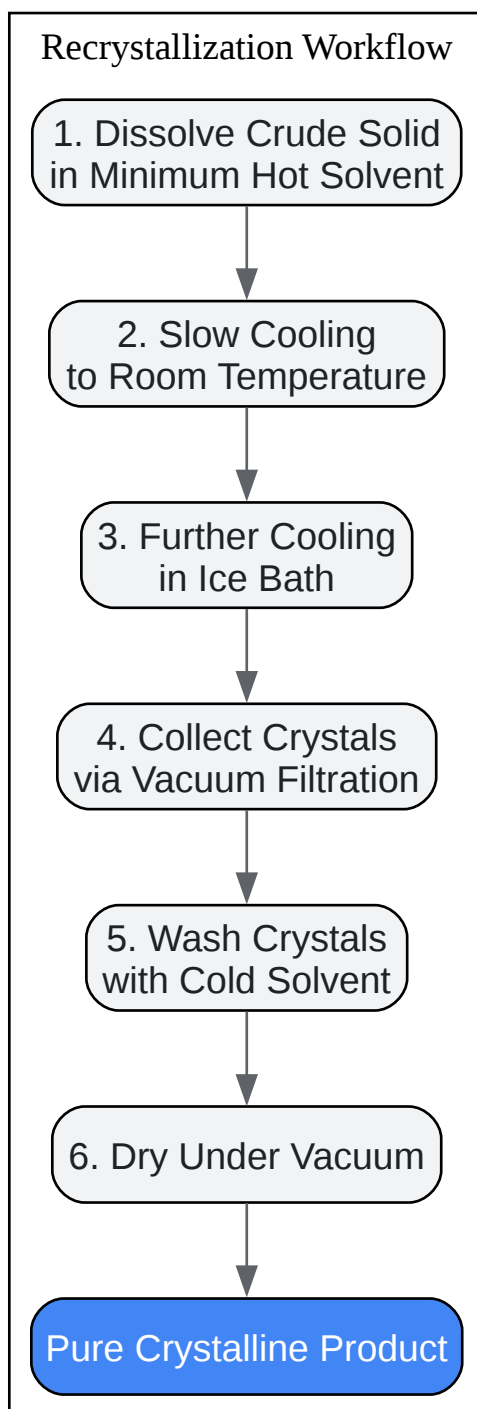 Recrystallization Workflow
1. Dissolve Crude Solid
in Minimum Hot Solvent
2. Slow Cooling
to Room Temperature
3. Further Cooling
in Ice Bath
4. Collect Crystals
via Vacuum Filtration
5. Wash Crystals
with Cold Solvent
6. Dry Under Vacuum
Pure Crystalline Product